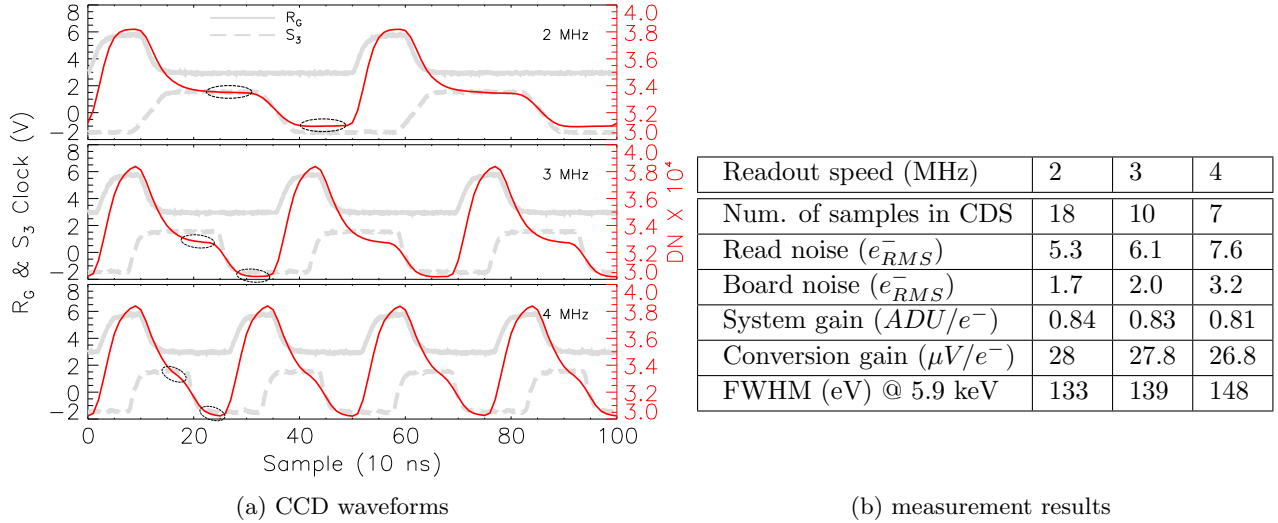 R_G
S_3
2 MHz
8
6
4
2
0
−2
4.0
3.8
3.6
3.4
3.2
3.0
3 MHz
8
6
4
2
0
−2
4.0
3.8
3.6
3.4
3.2
3.0
4 MHz
8
6
4
2
0
−2
4.0
3.8
3.6
3.4
3.2
3.0
R_G & S_3 Clock (V)
DN X 10⁴
0 20 40 60 80 100
Sample (10 ns)
(a) CCD waveforms
Readout speed (MHz) 2 3 4
Num. of samples in CDS 18 10 7
Read noise (e⁻_RMS) 5.3 6.1 7.6
Board noise (e⁻_RMS) 1.7 2.0 3.2
System gain (ADU/e⁻) 0.84 0.83 0.81
Conversion gain (μV/e⁻) 28 27.8 26.8
FWHM (eV) @ 5.9 keV 133 139 148
(b) measurement results